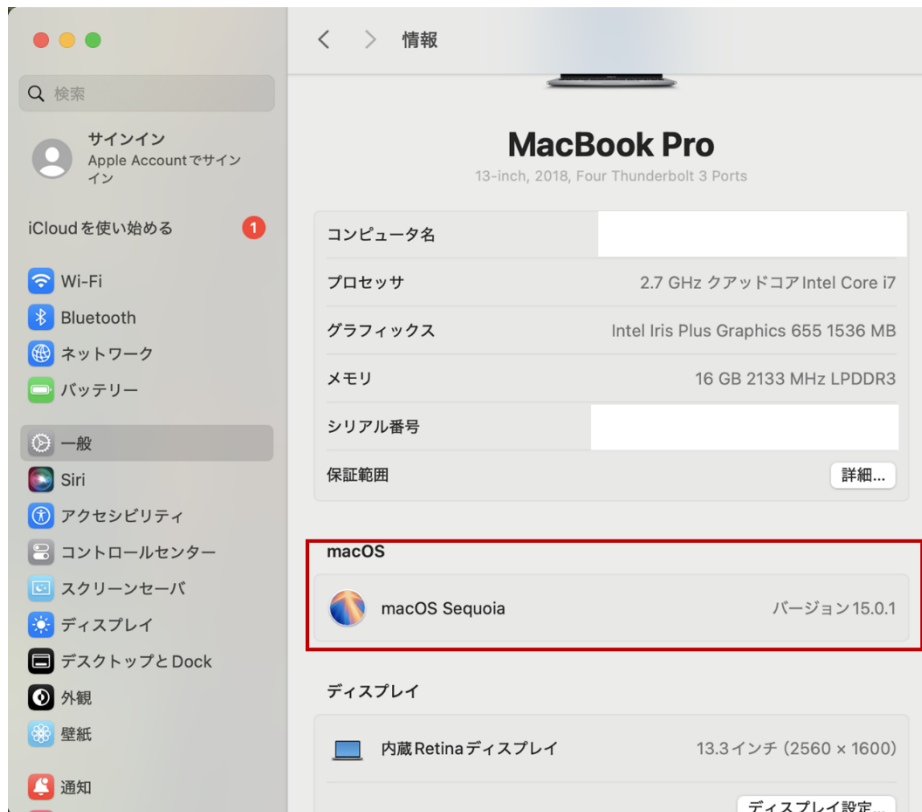 情報
検索
サインイン
Apple Accountでサイン
イン
iCloudを使い始める
1
Wi-Fi
Bluetooth
ネットワーク
バッテリー
一般
Siri
アクセシビリティ
コントロールセンター
スクリーンセーバ
ディスプレイ
デスクトップとDock
外観
壁紙
通知
MacBook Pro
13-inch, 2018, Four Thunderbolt 3 Ports
コンピュータ名
プロセッサ 2.7 GHz クアッドコアIntel Core i7
グラフィックス Intel Iris Plus Graphics 655 1536 MB
メモリ 16 GB 2133 MHz LPDDR3
シリアル番号
保証範囲 詳細...
macOS
macOS Sequoia バージョン15.0.1
ディスプレイ
内蔵Retinaディスプレイ 13.3インチ (2560 × 1600)
ディスプレイ設定...